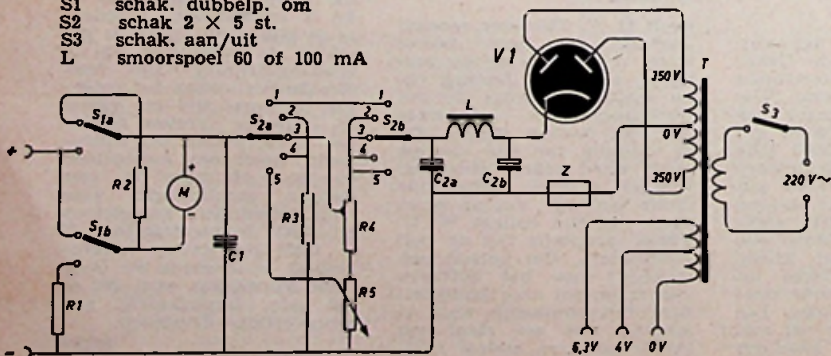 S1 schak. dubbelp. om
S2 schak 2 × 5 st.
S3 schak. aan/uit
L smoorspoel 60 of 100 mA
V1
T
350V
0V
350V
S3
220 V~
L
1
2
3
4
5
1
2
3
4
5
S1a
S2a
S2b
+
R2
M
+
-
C2a
C2b
Z
S1b
C1
R3
R4
R1
R5
-
6,3V 4V 0V